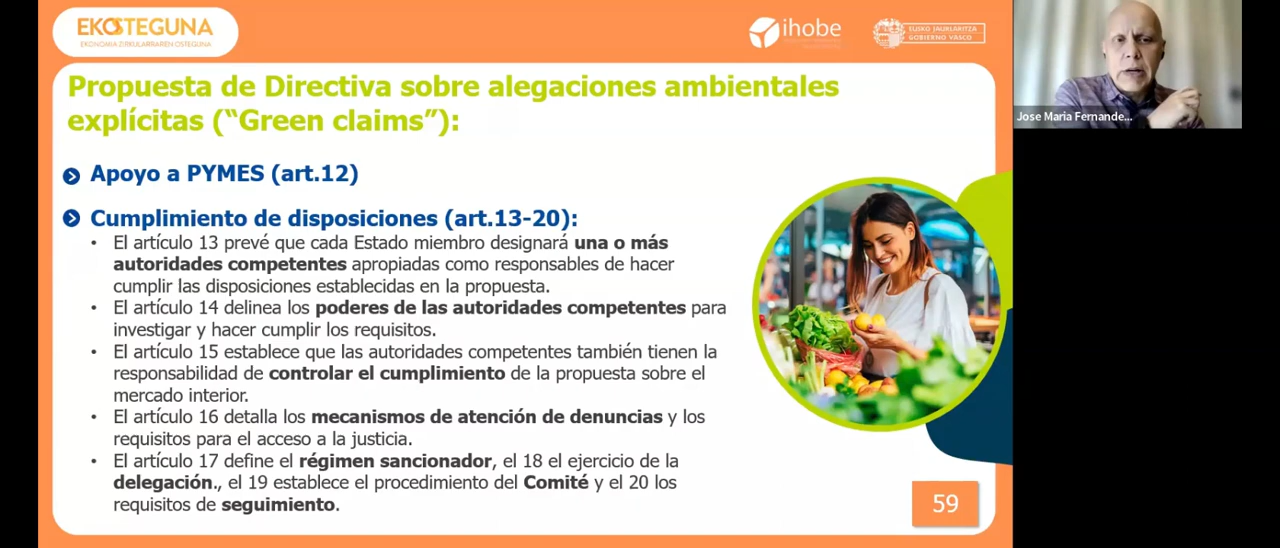 EKOSTEGUNA
EKONOMIA ZIRKULARRAREN OSTEGUNA
ihobe
EUSKO JAURLARITZA
GOBIERNO VASCO
Jose Maria Fernande...
Propuesta de Directiva sobre alegaciones ambientales
explícitas (“Green claims”):
Apoyo a PYMES (art.12)
Cumplimiento de disposiciones (art.13-20):
• El artículo 13 prevé que cada Estado miembro designará una o más
autoridades competentes apropiadas como responsables de hacer
cumplir las disposiciones establecidas en la propuesta.
• El artículo 14 delinea los poderes de las autoridades competentes para
investigar y hacer cumplir los requisitos.
• El artículo 15 establece que las autoridades competentes también tienen la
responsabilidad de controlar el cumplimiento de la propuesta sobre el
mercado interior.
• El artículo 16 detalla los mecanismos de atención de denuncias y los
requisitos para el acceso a la justicia.
• El artículo 17 define el régimen sancionador, el 18 el ejercicio de la
delegación., el 19 establece el procedimiento del Comité y el 20 los
requisitos de seguimiento.
59